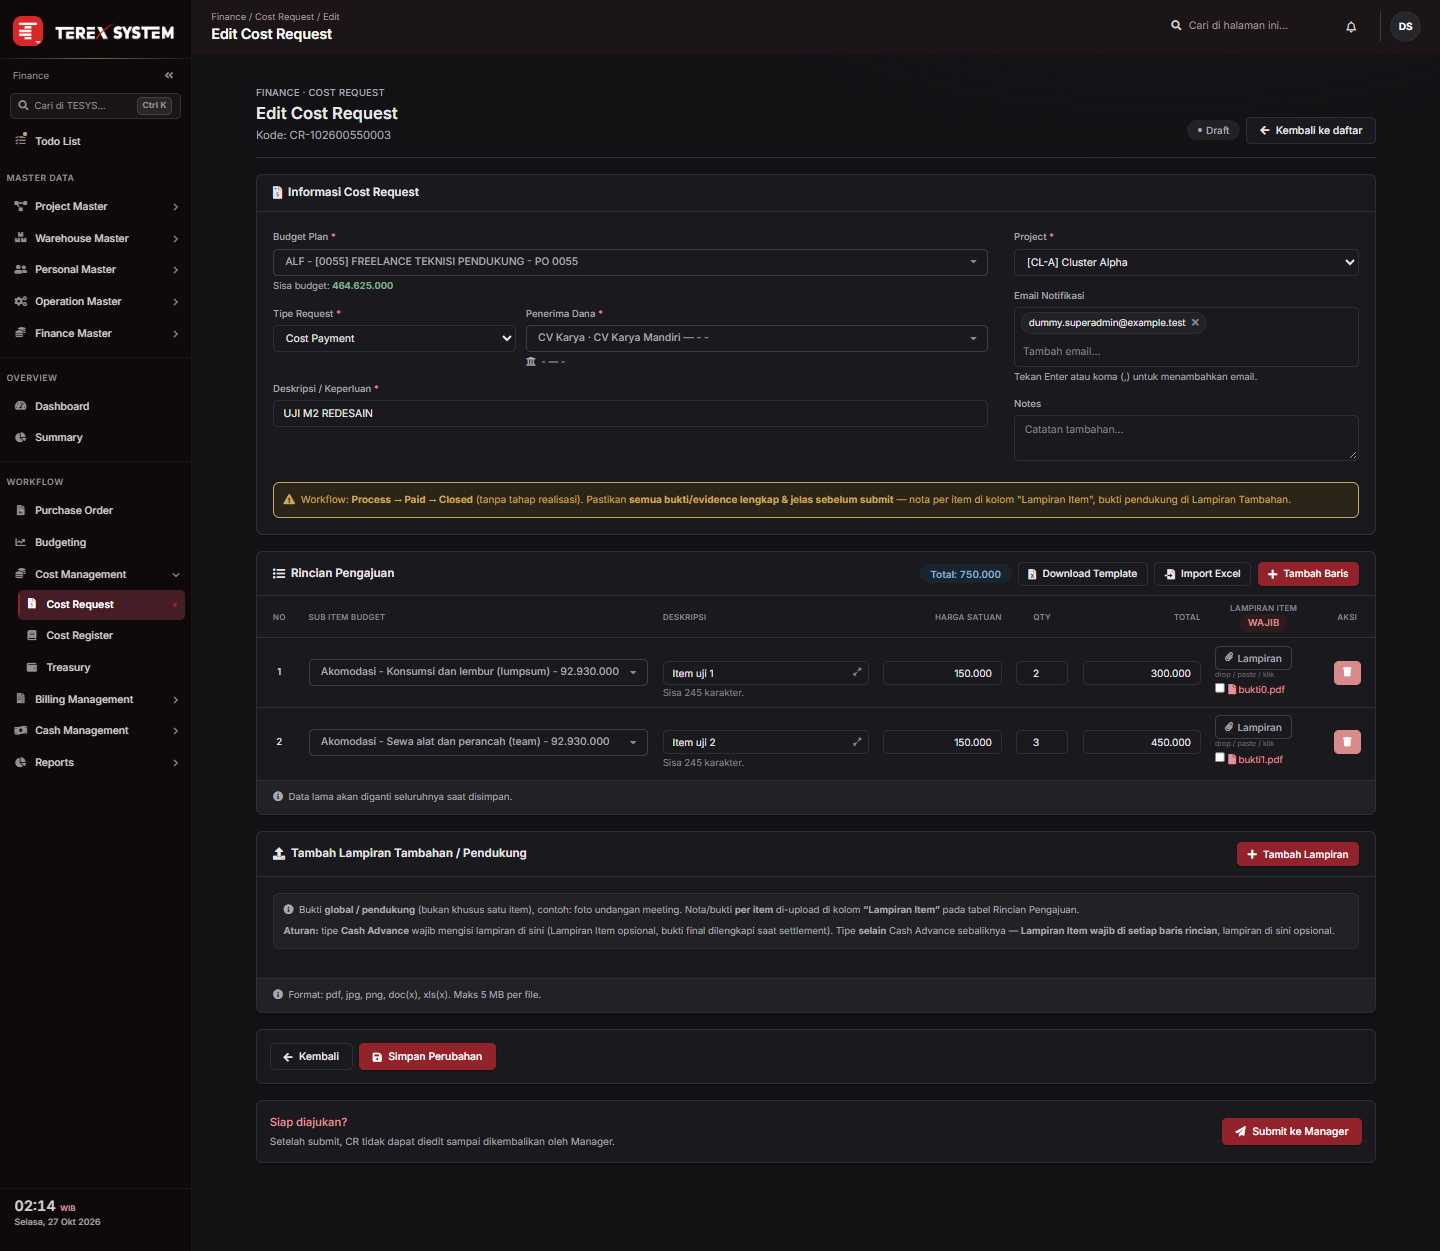 TEREX SYSTEM
Finance
Cari di TESYS...
Ctrl K
Todo List
MASTER DATA
Project Master
Warehouse Master
Personal Master
Operation Master
Finance Master
OVERVIEW
Dashboard
Summary
WORKFLOW
Purchase Order
Budgeting
Cost Management
Cost Request
Cost Register
Treasury
Billing Management
Cash Management
Reports
02:14 WIB
Selasa, 27 Okt 2026
Finance / Cost Request / Edit
Edit Cost Request
Cari di halaman ini...
DS
FINANCE · COST REQUEST
Edit Cost Request
Kode: CR-102600550003
Draft
Kembali ke daftar
Informasi Cost Request
Budget Plan *
ALF - [0055] FREELANCE TEKNISI PENDUKUNG - PO 0055
Sisa budget: 464.625.000
Tipe Request *
Cost Payment
Penerima Dana *
CV Karya · CV Karya Mandiri — - -
- — -
Deskripsi / Keperluan *
UJI M2 REDESAIN
Project *
[CL-A] Cluster Alpha
Email Notifikasi
dummy.superadmin@example.test ×
Tambah email...
Tekan Enter atau koma (,) untuk menambahkan email.
Notes
Catatan tambahan...
Workflow: Process → Paid → Closed (tanpa tahap realisasi). Pastikan semua bukti/evidence lengkap & jelas sebelum submit — nota per item di kolom "Lampiran Item", bukti pendukung di Lampiran Tambahan.
Rincian Pengajuan
Total: 750.000
Download Template
Import Excel
Tambah Baris
NO SUB ITEM BUDGET DESKRIPSI HARGA SATUAN QTY TOTAL LAMPIRAN ITEM WAJIB AKSI
1 Akomodasi - Konsumsi dan lembur (lumpsum) - 92.930.000 Item uji 1 150.000 2 300.000 Lampiran
drop / paste / klik
Sisa 245 karakter. bukti0.pdf
2 Akomodasi - Sewa alat dan perancah (team) - 92.930.000 Item uji 2 150.000 3 450.000 Lampiran
drop / paste / klik
Sisa 245 karakter. bukti1.pdf
Data lama akan diganti seluruhnya saat disimpan.
Tambah Lampiran Tambahan / Pendukung
Tambah Lampiran
Bukti global / pendukung (bukan khusus satu item), contoh: foto undangan meeting. Nota/bukti per item di-upload di kolom “Lampiran Item” pada tabel Rincian Pengajuan.
Aturan: tipe Cash Advance wajib mengisi lampiran di sini (Lampiran Item opsional, bukti final dilengkapi saat settlement). Tipe selain Cash Advance sebaliknya — Lampiran Item wajib di setiap baris rincian, lampiran di sini opsional.
Format: pdf, jpg, png, doc(x), xls(x). Maks 5 MB per file.
Kembali
Simpan Perubahan
Siap diajukan?
Setelah submit, CR tidak dapat diedit sampai dikembalikan oleh Manager.
Submit ke Manager